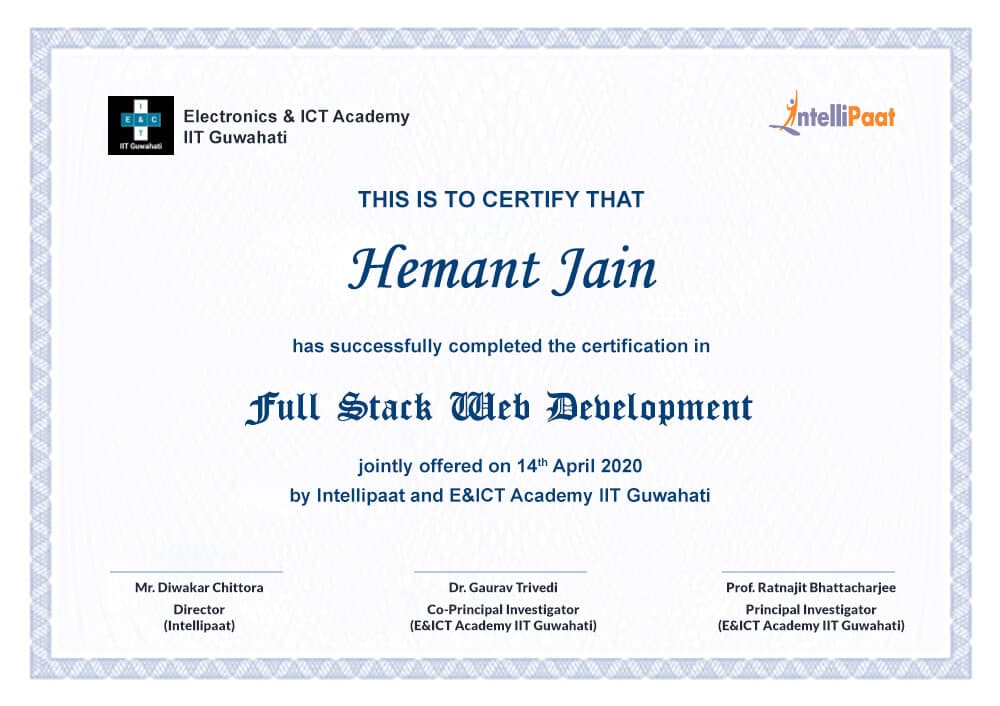 I
E & C
T
IIT Guwahati
Electronics & ICT Academy
IIT Guwahati
IntelliPaat
THIS IS TO CERTIFY THAT
Hemant Jain
has successfully completed the certification in
Full Stack Web Development
jointly offered on 14th April 2020
by Intellipaat and E&ICT Academy IIT Guwahati
Mr. Diwakar Chittora
Director
(Intellipaat)
Dr. Gaurav Trivedi
Co-Principal Investigator
(E&ICT Academy IIT Guwahati)
Prof. Ratnajit Bhattacharjee
Principal Investigator
(E&ICT Academy IIT Guwahati)